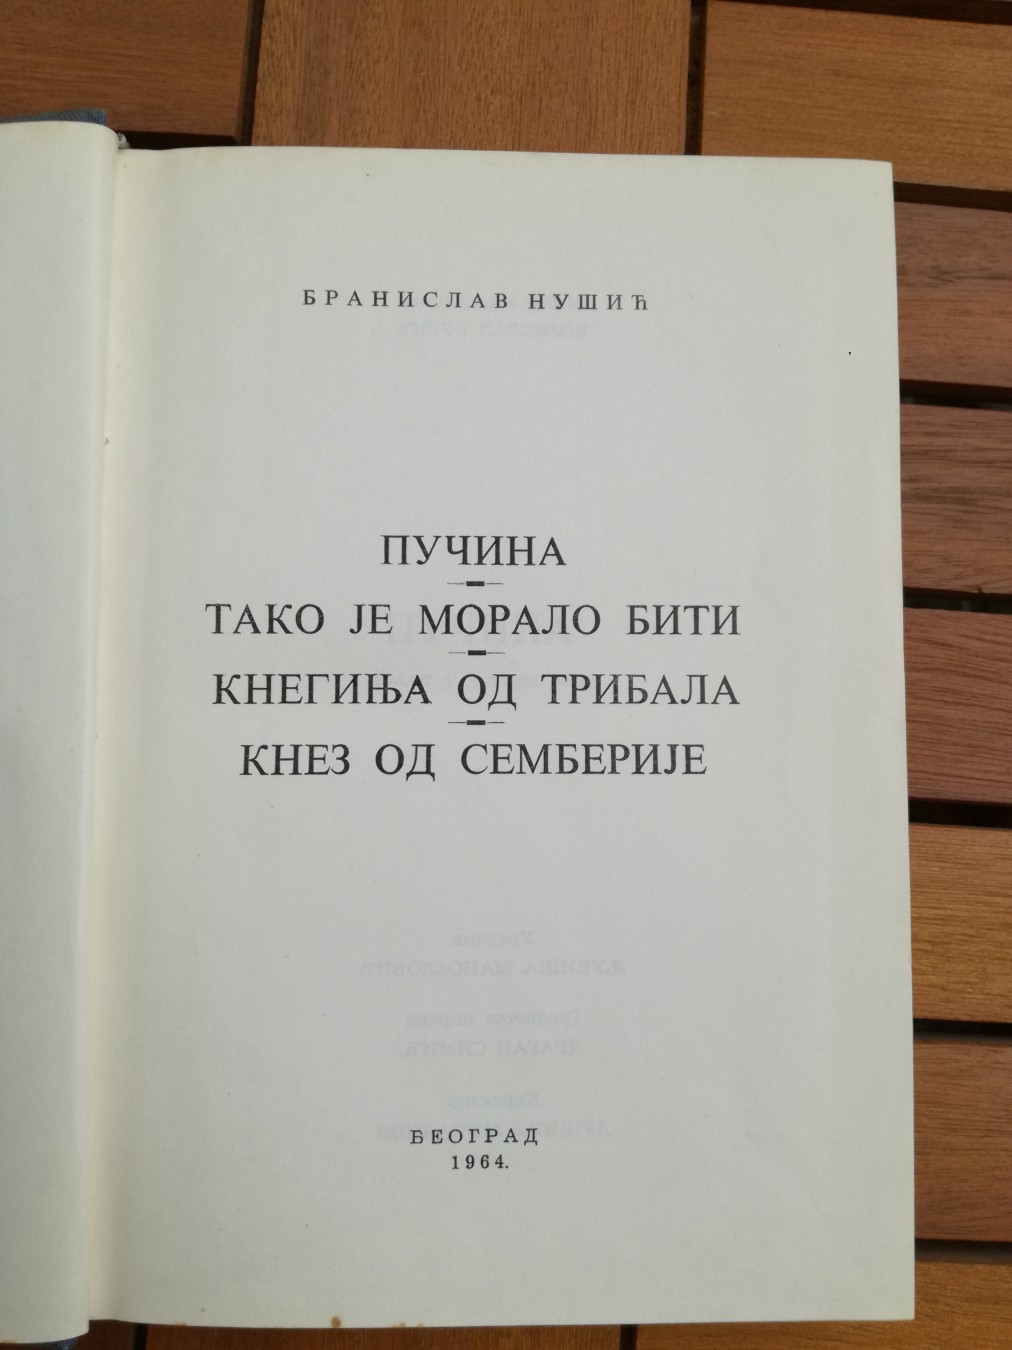 БРАНИСЛАВ НУШИЋ
ПУЧИНА
ТАКО ЈЕ МОРАЛО БИТИ
КНЕГИЊА ОД ТРИБАЛА
КНЕЗ ОД СЕМБЕРИЈЕ
БЕОГРАД
1964.